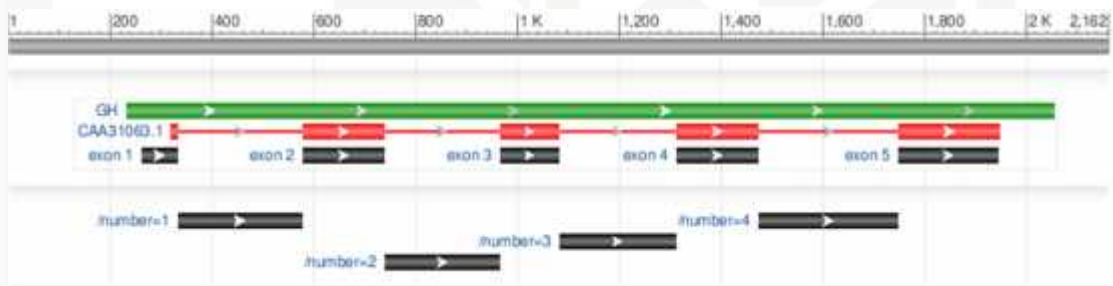 1 200 400 600 800 1 K 1,200 1,400 1,600 1,800 2 K 2,162
GH
CAA31063.1
exon 1 exon 2 exon 3 exon 4 exon 5
/number=1 /number=4
/number=3
/number=2